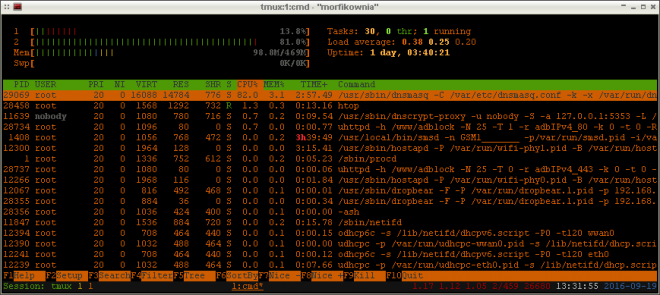 tmux:1:cmd - "morfikownia"
1 [ 13.8%] Tasks: 30, 0 thr; 1 running
2 [ 81.0%] Load average: 0.38 0.25 0.20
Mem[ 98.8M/469M] Uptime: 1 day, 03:40:21
Swp[ 0K/0K]
PID USER PRI NI VIRT RES SHR S CPU% MEM% TIME+ Command
29069 root 20 0 16088 14784 776 S 82.0 3.1 2:57.49 /usr/sbin/dnsmasq -C /var/etc/dnsmasq.conf -k -x /var/run/dn
28458 root 20 0 1568 1292 732 R 1.3 0.3 0:13.16 htop
11639 nobody 20 0 1080 780 716 S 0.7 0.2 0:09.54 /usr/sbin/dnscrypt-proxy -u nobody -S -a 127.0.0.1:5353 -L /
28734 root 20 0 1096 80 0 S 0.7 0.0 0:00.77 uhttpd -h /www/adblock -N 25 -T 1 -r adbIPv4_80 -k 0 -t 0 -R
1408 root 20 0 1056 768 472 S 0.0 0.2 3h39:49 /usr/local/bin/smsd -n GSM1 -p/var/run/smsd.pid -i/va
12300 root 20 0 1964 128 0 S 0.0 0.0 3:15.41 /usr/sbin/hostapd -P /var/run/wifi-phy1.pid -B /var/run/host
1 root 20 0 1336 752 612 S 0.0 0.2 0:05.23 /sbin/procd
28737 root 20 0 1080 80 0 S 0.0 0.0 0:00.06 uhttpd -h /www/adblock -N 25 -T 0 -r adbIPv4_443 -k 0 -t 0 -
12266 root 20 0 1968 116 0 S 0.0 0.0 0:01.84 /usr/sbin/hostapd -P /var/run/wifi-phy0.pid -B /var/run/host
12067 root 20 0 816 492 468 S 0.0 0.1 0:00.01 /usr/sbin/dropbear -F -P /var/run/dropbear.1.pid -p 192.168.
28355 root 20 0 884 36 0 S 0.0 0.0 0:00.34 /usr/sbin/dropbear -F -P /var/run/dropbear.1.pid -p 192.168.
28356 root 20 0 1036 424 400 S 0.0 0.1 0:00.03 -ash
11847 root 20 0 1536 884 720 S 0.0 0.2 0:15.78 /sbin/netifd
12394 root 20 0 708 464 440 S 0.0 0.1 0:00.15 odhcp6c -s /lib/netifd/dhcpv6.script -P0 -t120 wwan0
12390 root 20 0 1032 488 464 S 0.0 0.1 0:00.00 udhcpc -p /var/run/udhcpc-wwan0.pid -s /lib/netifd/dhcp.scri
12241 root 20 0 708 464 440 S 0.0 0.1 0:00.12 odhcp6c -s /lib/netifd/dhcpv6.script -P0 -t120 eth0
12239 root 20 0 1032 488 464 S 0.0 0.1 0:07.66 udhcpc -p /var/run/udhcpc-eth0.pid -s /lib/netifd/dhcp.scrip
F1Help F2Setup F3SearchF4FilterF5Tree F6SortByF7Nice -F8Nice +F9Kill F10Quit
Session: tmux 1 1 1:cmd* 1.17 1.12 1.05 2/459 26680 13:31:55 2016-09-19